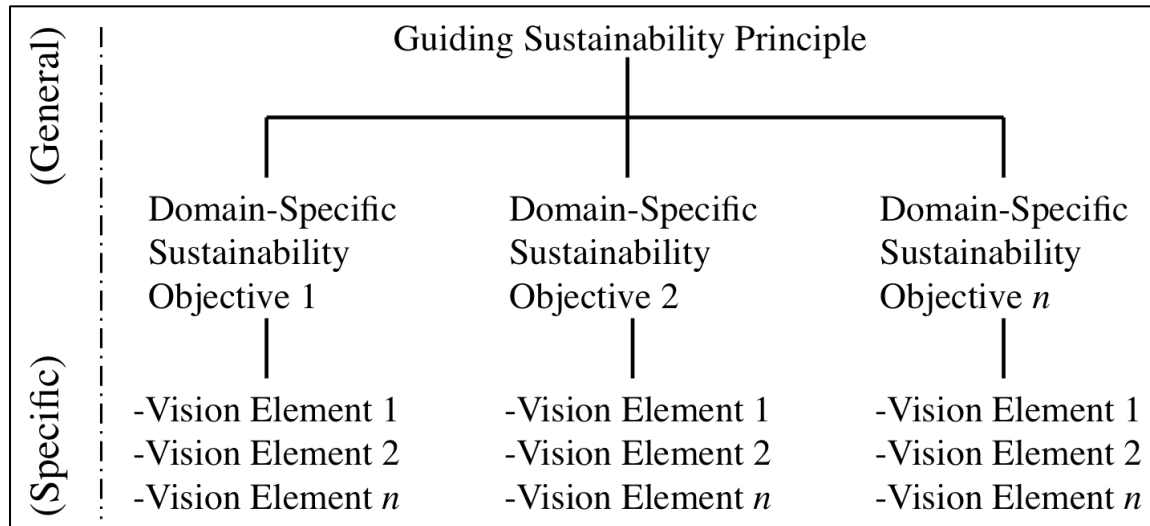 (General)
Guiding Sustainability Principle
Domain-Specific
Sustainability
Objective 1
Domain-Specific
Sustainability
Objective 2
Domain-Specific
Sustainability
Objective n
(Specific)
-Vision Element 1
-Vision Element 2
-Vision Element n
-Vision Element 1
-Vision Element 2
-Vision Element n
-Vision Element 1
-Vision Element 2
-Vision Element n